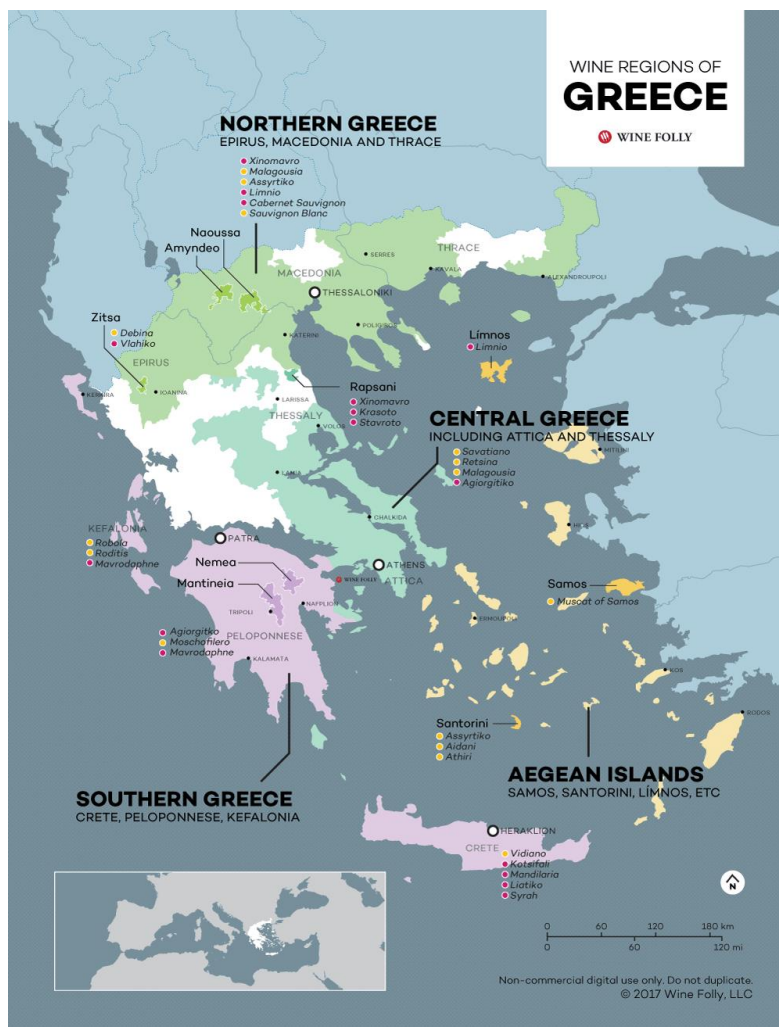 WINE REGIONS OF
GREECE
WINE FOLLY
NORTHERN GREECE
EPIRUS, MACEDONIA AND THRACE
Xinomavro
Malagousia
Assyrtiko
Limnio
Cabernet Sauvignon
Sauvignon Blanc
Naoussa
Amyndeo
THRACE
SERRES
KAVALA
ALEXANDROUPOLI
MACEDONIA
THESSALONIKI
POLIGIROS
KATERINI
Zitsa
Debina
Vlahiko
EPIRUS
IOANINA
KERKIRA
Límnos
Limnio
Rapsani
Xinomavro
Krasoto
Stavroto
LARISSA
THESSALY
VOLOS
LAMIA
CENTRAL GREECE
INCLUDING ATTICA AND THESSALY
Savatiano
Retsina
Malagousia
Agiorgitiko
MITILINI
HIOS
CHALKIDA
KEFALONIA
Robola
Roditis
Mavrodaphne
PATRA
ATHENS
WINE FOLLY
ATTICA
Nemea
Mantineia
NAFPLION
TRIPOLI
PELOPONNESE
KALAMATA
Agiorgitko
Moschofilero
Mavrodaphne
Samos
Muscat of Samos
ERMOUPOLI
KOS
RODOS
Santorini
Assyrtiko
Aidani
Athiri
AEGEAN ISLANDS
SAMOS, SANTORINI, LÍMNOS, ETC
SOUTHERN GREECE
CRETE, PELOPONNESE, KEFALONIA
HERAKLION
CRETE
Vidiano
Kotsifali
Mandilaria
Liatiko
Syrah
N
0 60 120 180 km
0 60 120 mi
Non-commercial digital use only. Do not duplicate.
© 2017 Wine Folly, LLC